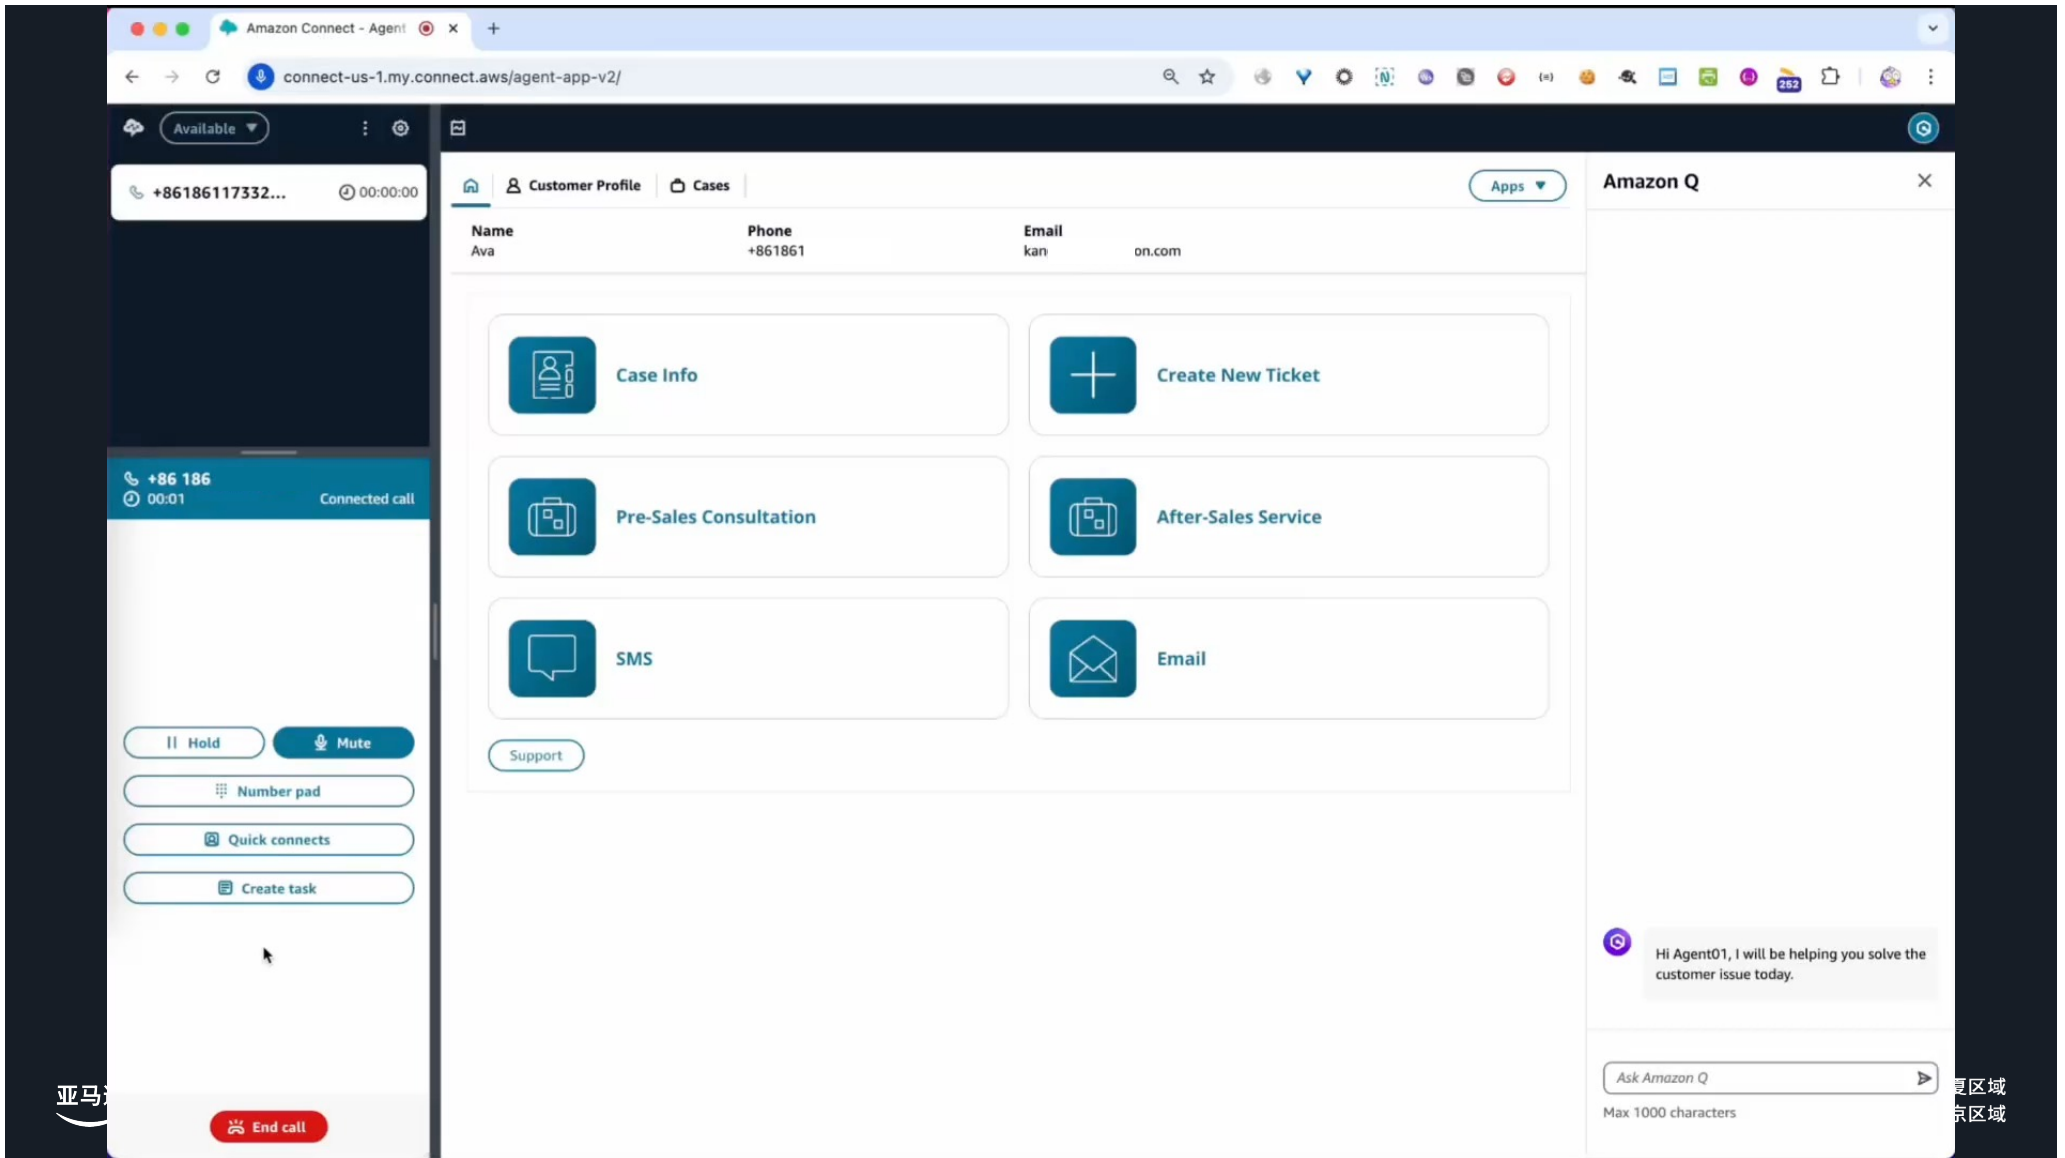 Amazon Connect - Agent
connect-us-1.my.connect.aws/agent-app-v2/
252
Available
+86186117332...
00:00:00
Customer Profile
Cases
Apps
Name
Ava
Phone
+861861
Email
kan
on.com
Case Info
Create New Ticket
Pre-Sales Consultation
After-Sales Service
SMS
Email
Support
+86 186
00:01
Connected call
Hold
Mute
Number pad
Quick connects
Create task
End call
Amazon Q
Hi Agent01, I will be helping you solve the
customer issue today.
Ask Amazon Q
Max 1000 characters
亚马
夏区域
京区域